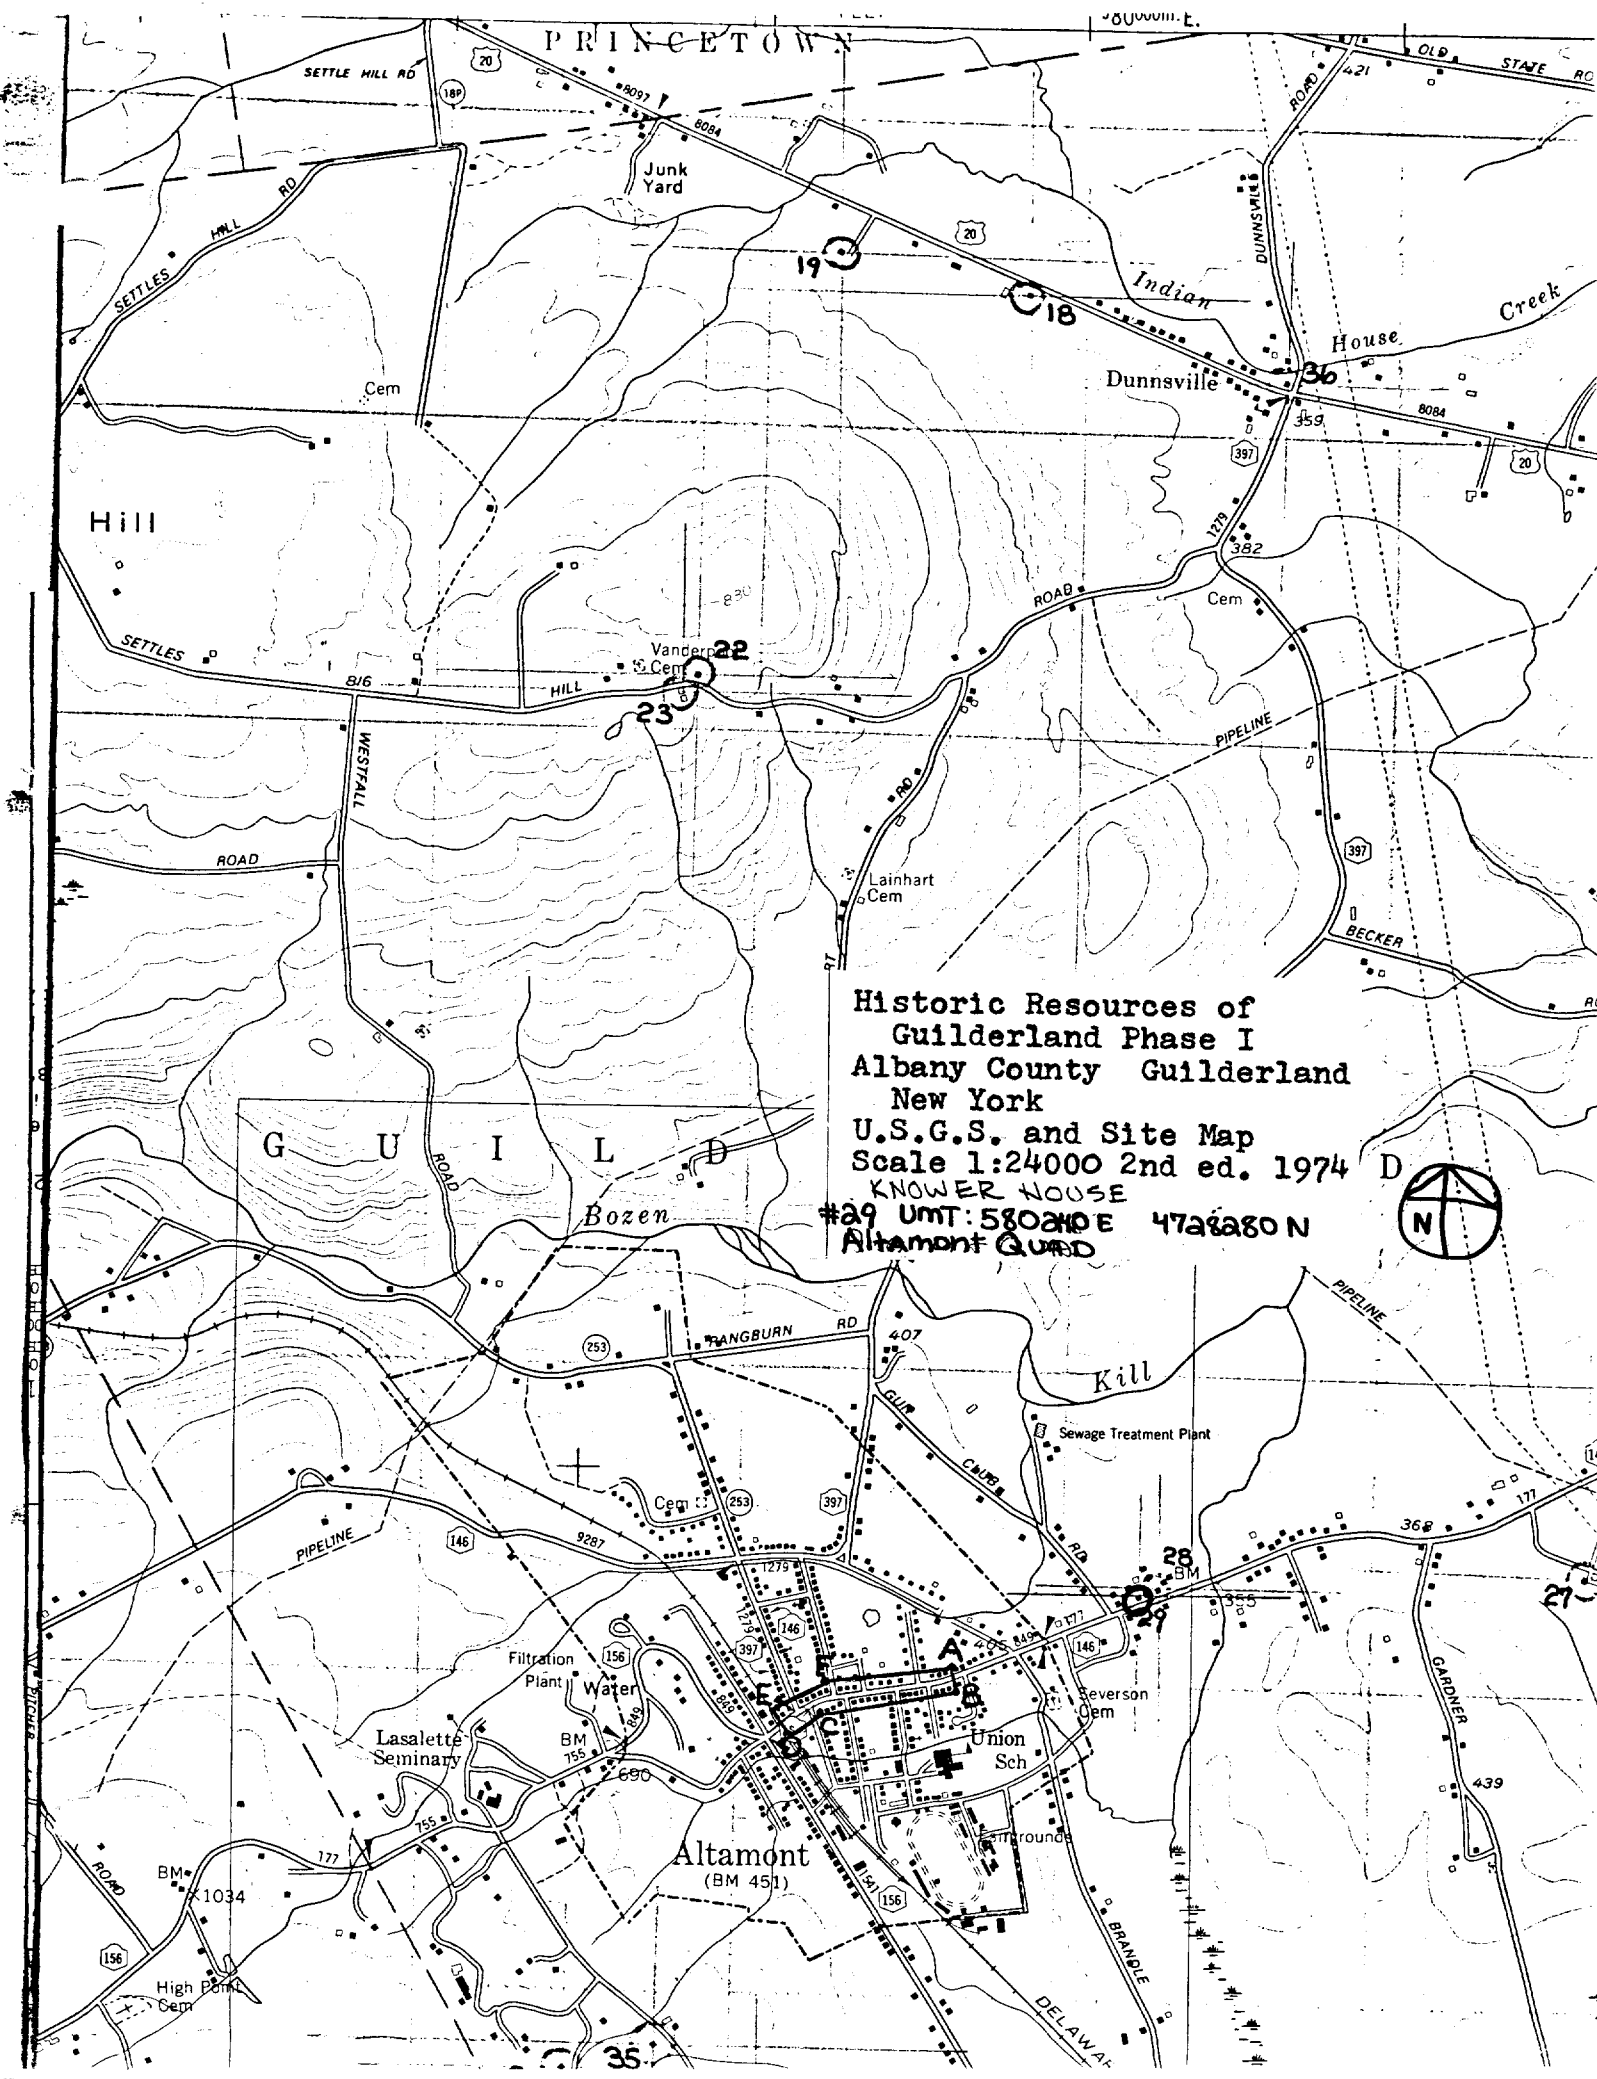 80000m. E.
PRINCETOWN
SETTLE HILL RD
20
18P
8097
8084
OLD
STATE
421
ROAD
Junk
Yard
RD
HILL
SETTLES
DUNNSVILLE
20
19
18
Indian
Creek
House
36
Dunnsville
Cem
359
8084
397
20
Hill
1279
382
830
ROAD
Cem
SETTLES
22
Cem
816
HILL
23
WESTFALL
PIPELINE
RD
ROAD
397
Lainhart
Cem
BECKER
Historic Resources of
Guilderland Phase I
Albany County Guilderland
New York
U.S.G.S. and Site Map
Scale 1:24000 2nd ed. 1974
KNOWER HOUSE
#29 UMT: 580240E 4728280N
Altamont QUAD
G U I L D
D
N
ROAD
Bozen
PIPELINE
253
RD
407
Kill
GUN
CLUB
RD
Sewage Treatment Plant
Cem
253
397
146
9287
PIPELINE
177
368
28
BM
1279
29
355
27
1279
146
397
A
405
849
177
146
Filtration
Plant
156
Water
E
E
B
849
849
C
D
Severson
Cem
GARDNER
Lasalette
Seminary
BM
755
690
Union
Sch
439
755
Fairgrounds
177
Altamont
(BM 451)
ROAD
BM
1034
1541
156
BRANDLE
156
High Point
Cem
DELAWAR
35